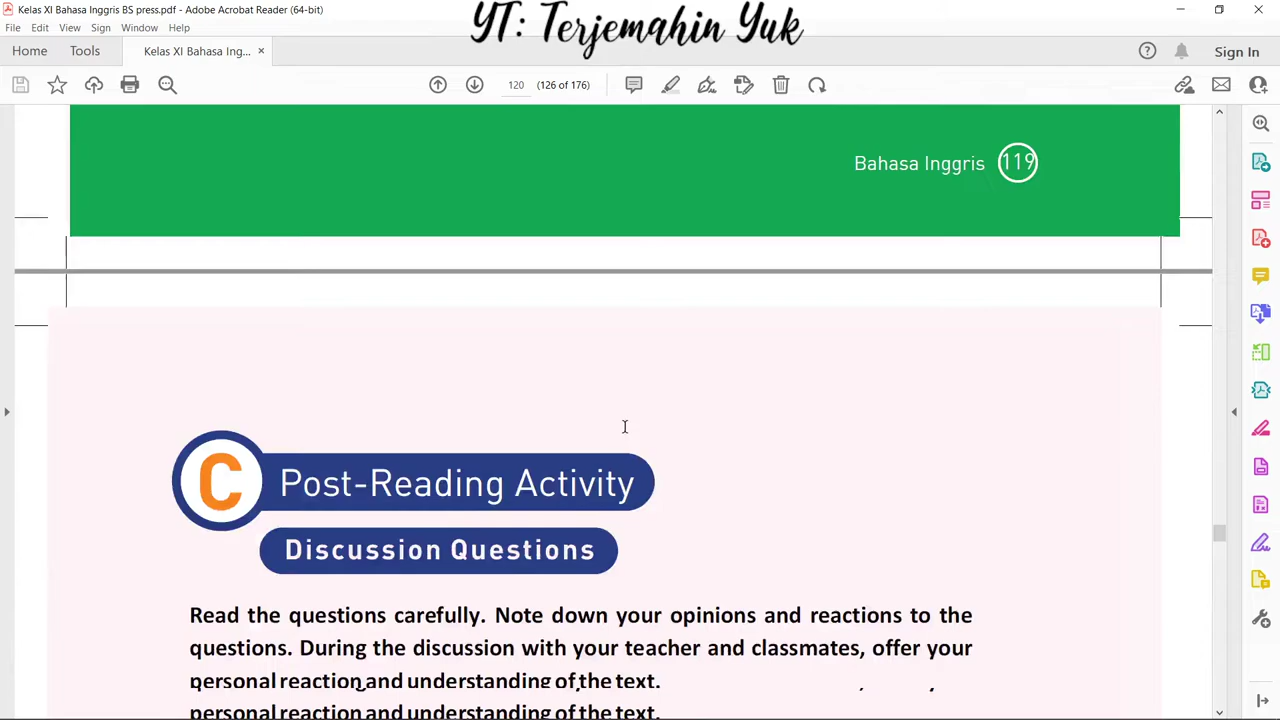 Kelas XI Bahasa Inggris BS press.pdf - Adobe Acrobat Reader (64-bit)
YT: Terjemahin Yuk
File Edit View Sign Window Help
Home Tools Kelas XI Bahasa Ing... × Sign In
120 (126 of 176)
Bahasa Inggris 119
C Post-Reading Activity
Discussion Questions
Read the questions carefully. Note down your opinions and reactions to the
questions. During the discussion with your teacher and classmates, offer your
personal reaction and understanding of the text.
personal reaction and understanding of the text.